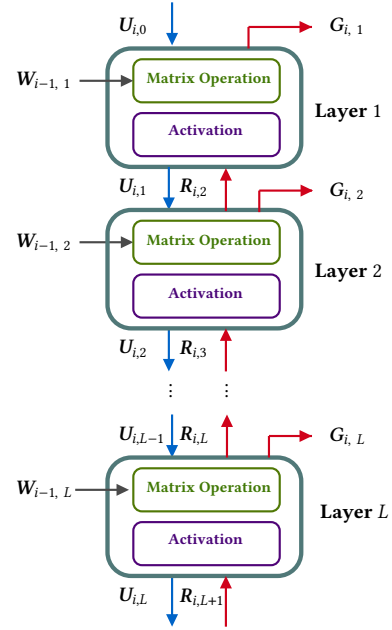 U_{i,0} G_{i, 1}
W_{i−1, 1} Matrix Operation
Layer 1
Activation
U_{i,1} R_{i,2} G_{i, 2}
W_{i−1, 2} Matrix Operation
Layer 2
Activation
U_{i,2} R_{i,3}
⋮ ⋮
U_{i,L−1} R_{i,L} G_{i, L}
W_{i−1, L} Matrix Operation
Layer L
Activation
U_{i,L} R_{i,L+1}